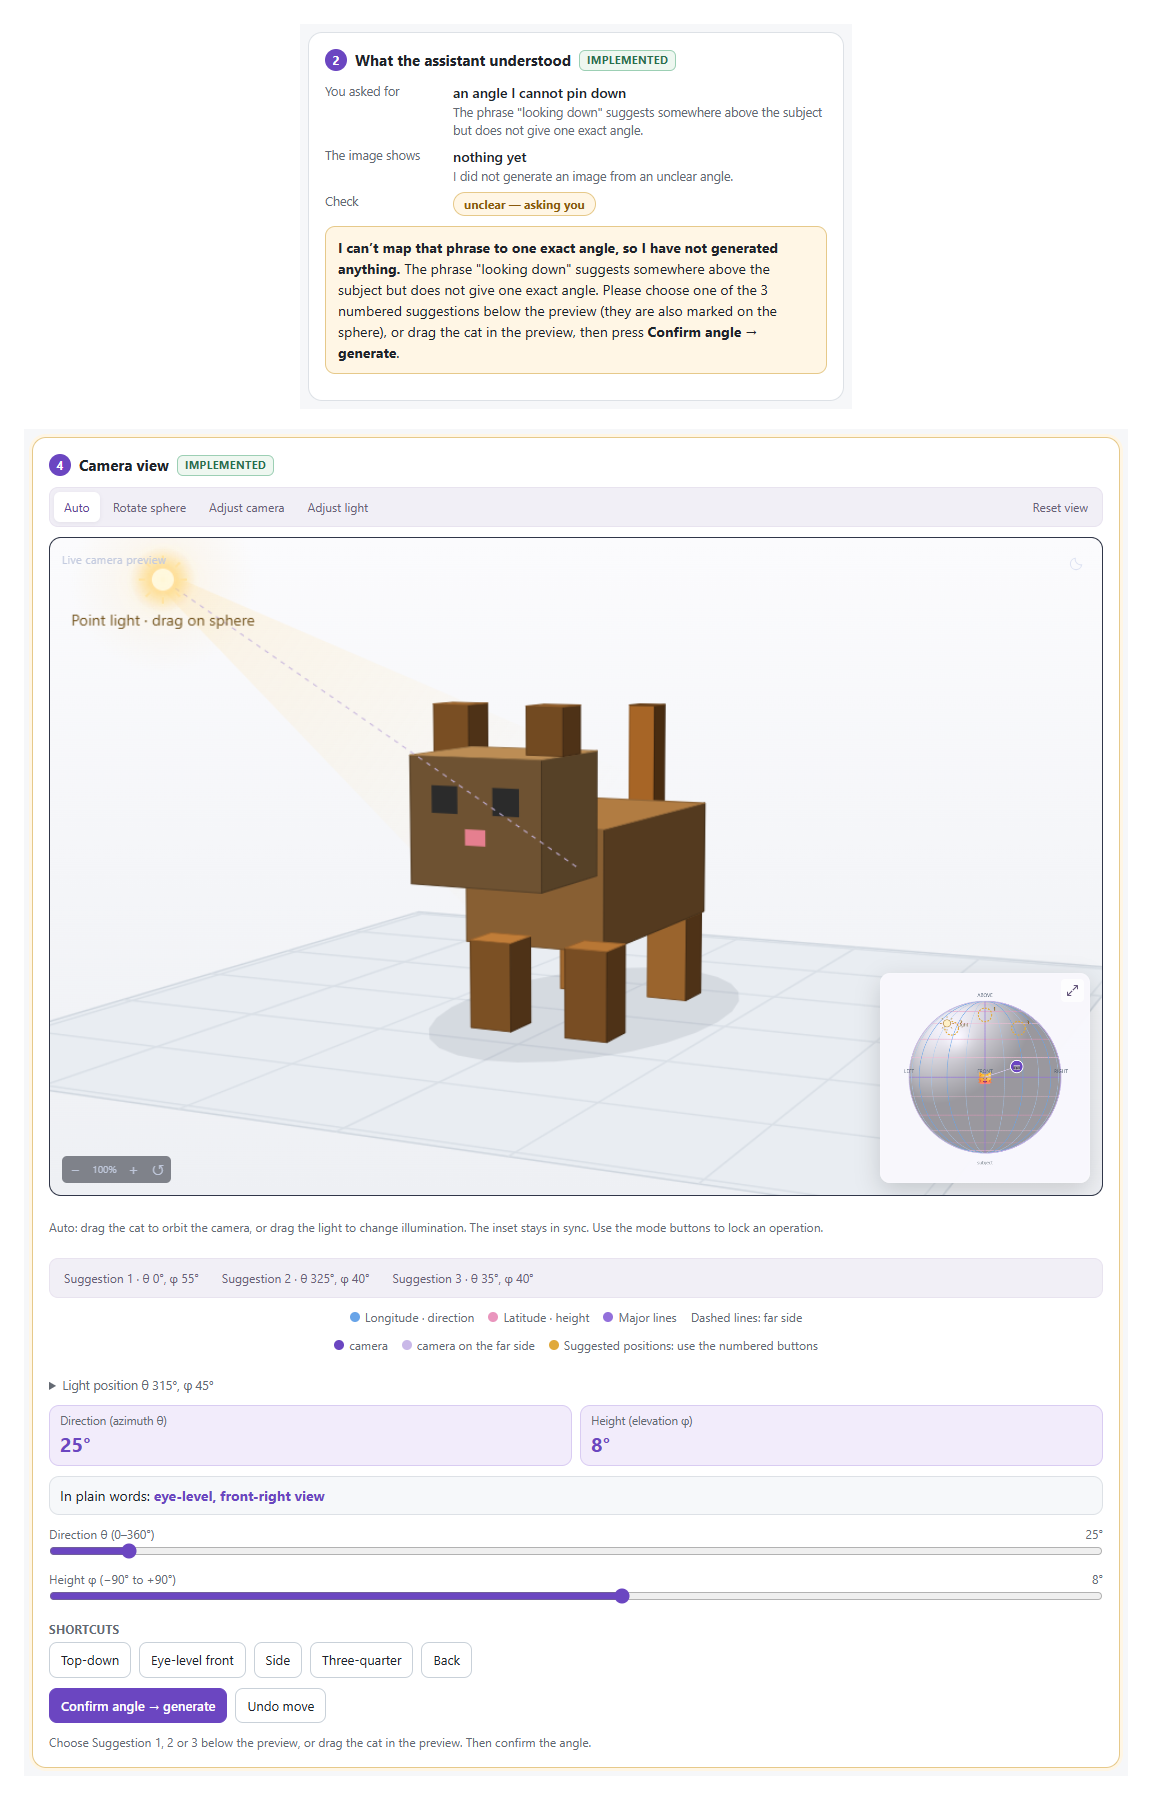 2 What the assistant understood IMPLEMENTED
You asked for
an angle I cannot pin down
The phrase "looking down" suggests somewhere above the subject
but does not give one exact angle.
The image shows
nothing yet
I did not generate an image from an unclear angle.
Check
unclear — asking you
I can’t map that phrase to one exact angle, so I have not generated
anything. The phrase "looking down" suggests somewhere above the
subject but does not give one exact angle. Please choose one of the 3
numbered suggestions below the preview (they are also marked on the
sphere), or drag the cat in the preview, then press Confirm angle →
generate.
4 Camera view IMPLEMENTED
Auto Rotate sphere Adjust camera Adjust light Reset view
Live camera preview
Point light · drag on sphere
ABOVE
LEFT FRONT RIGHT
− 100% + ↺
Auto: drag the cat to orbit the camera, or drag the light to change illumination. The inset stays in sync. Use the mode buttons to lock an operation.
Suggestion 1 · θ 0°, φ 55° Suggestion 2 · θ 325°, φ 40° Suggestion 3 · θ 35°, φ 40°
Longitude · direction Latitude · height Major lines Dashed lines: far side
camera camera on the far side Suggested positions: use the numbered buttons
▶ Light position θ 315°, φ 45°
Direction (azimuth θ)
25°
Height (elevation φ)
8°
In plain words: eye-level, front-right view
Direction θ (0–360°) 25°
Height φ (−90° to +90°) 8°
SHORTCUTS
Top-down Eye-level front Side Three-quarter Back
Confirm angle → generate Undo move
Choose Suggestion 1, 2 or 3 below the preview, or drag the cat in the preview. Then confirm the angle.